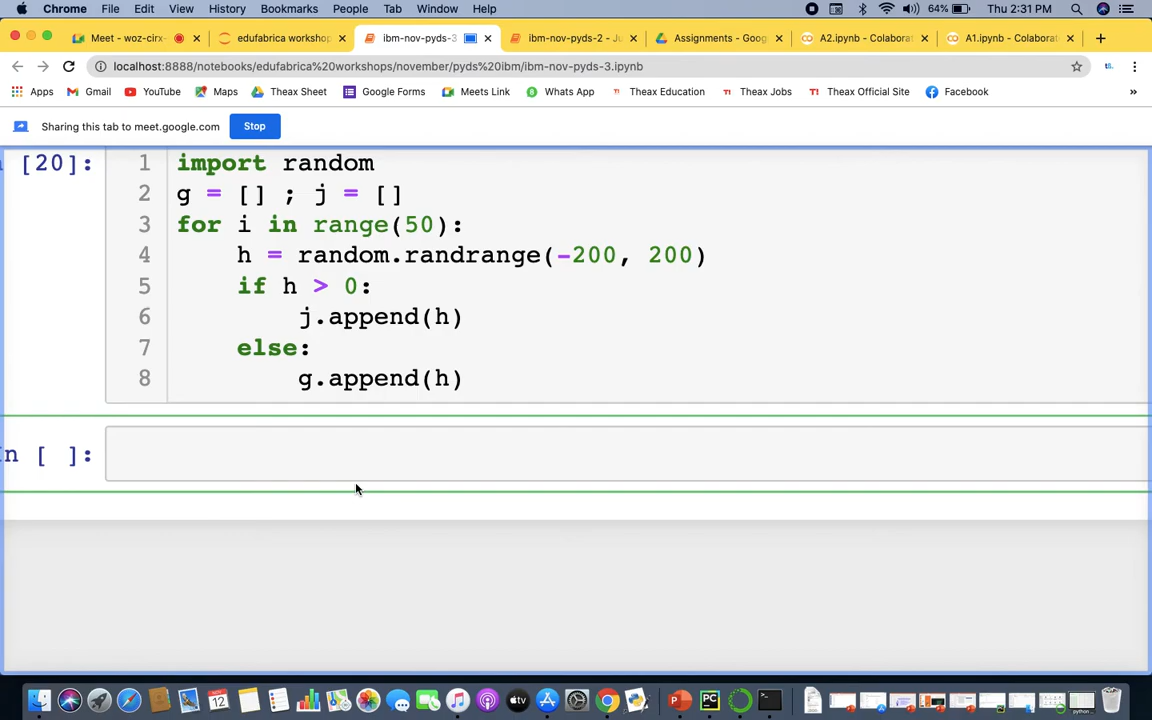 Chrome File Edit View History Bookmarks People Tab Window Help 64% Thu 2:31 PM
Meet - woz-cirx- edufabrica workshop ibm-nov-pyds-3 ibm-nov-pyds-2 - Ju Assignments - Goog A2.ipynb - Colaborat A1.ipynb - Colaborat
localhost:8888/notebooks/edufabrica%20workshops/november/pyds%20ibm/ibm-nov-pyds-3.ipynb
Apps Gmail YouTube Maps Theax Sheet Google Forms Meets Link Whats App Theax Education Theax Jobs Theax Official Site Facebook »
Sharing this tab to meet.google.com Stop
[20]: 1 import random
2 g = [] ; j = []
3 for i in range(50):
4 h = random.randrange(-200, 200)
5 if h > 0:
6 j.append(h)
7 else:
8 g.append(h)
n [ ]: